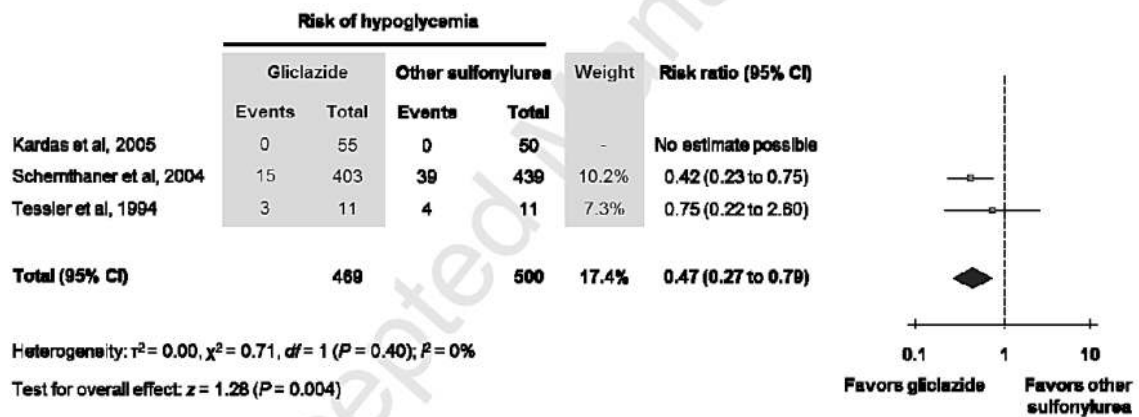 Risk of hypoglycemia
Gliclazide Other sulfonylurea Weight Risk ratio (95% CI)
Events Total Events Total
Kardas et al, 2005 0 55 0 50 - No estimate possible
Schernthaner et al, 2004 15 403 39 439 10.2% 0.42 (0.23 to 0.75)
Tessier et al, 1994 3 11 4 11 7.3% 0.75 (0.22 to 2.60)
Total (95% CI) 469 500 17.4% 0.47 (0.27 to 0.79)
Heterogeneity: τ² = 0.00, χ² = 0.71, df = 1 (P = 0.40); I² = 0%
Test for overall effect: z = 1.28 (P = 0.004)
0.1 1 10
Favors gliclazide Favors other
sulfonylurea